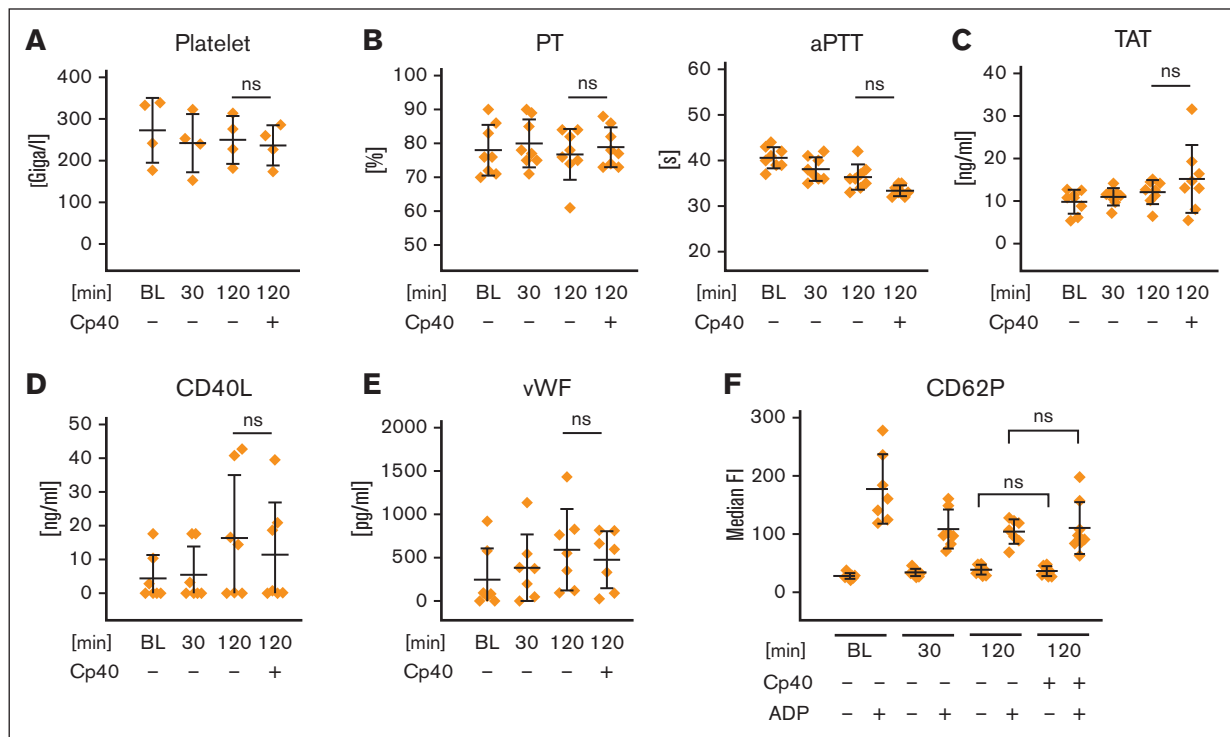 A Platelet
[Giga/l]
400
300
200
100
0
ns
[min] BL 30 120 120
Cp40 – – – +
B PT
[%]
100
90
80
70
60
50
ns
[min] BL 30 120 120
Cp40 – – – +
aPTT
[s]
60
50
40
30
20
ns
[min] BL 30 120 120
Cp40 – – – +
C TAT
[ng/ml]
40
30
20
10
0
ns
[min] BL 30 120 120
Cp40 – – – +
D CD40L
[ng/ml]
50
40
30
20
10
0
ns
[min] BL 30 120 120
Cp40 – – – +
E vWF
[pg/ml]
2000
1500
1000
500
0
ns
[min] BL 30 120 120
Cp40 – – – +
F CD62P
Median FI
300
200
100
0
ns
ns
[min] BL 30 120 120
Cp40 – – – – – – + +
ADP – + – + – + – +